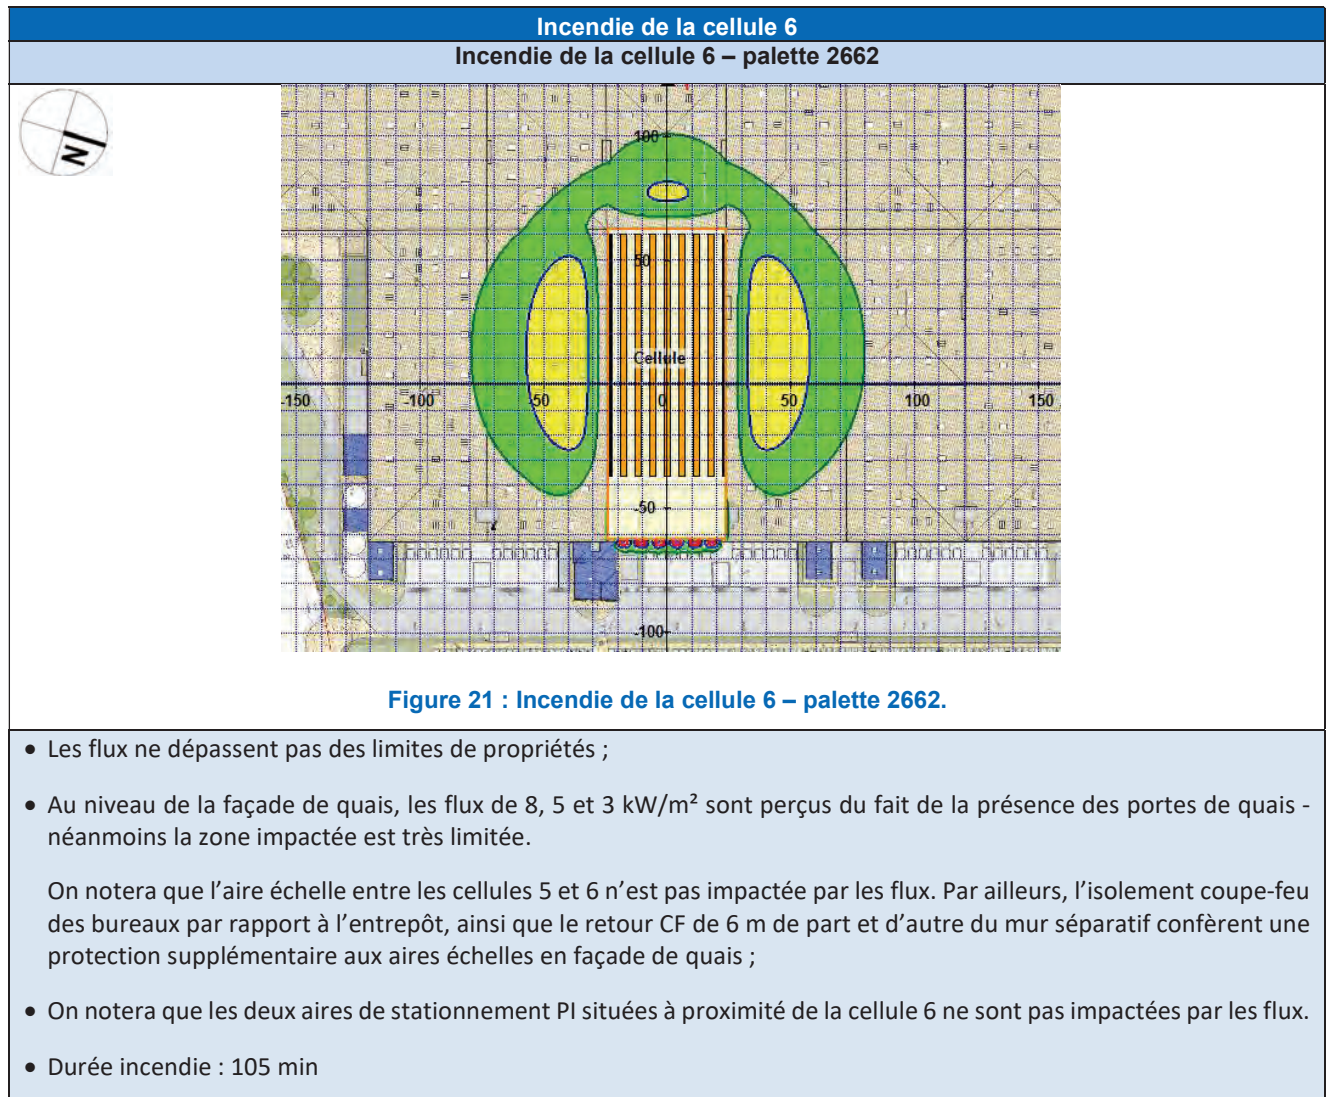 Incendie de la cellule 6
Incendie de la cellule 6 – palette 2662
N
100
50
Cellule
-150
-100
-50
0
50
100
150
-50
-100
Figure 21 : Incendie de la cellule 6 – palette 2662.
• Les flux ne dépassent pas des limites de propriétés ;
• Au niveau de la façade de quais, les flux de 8, 5 et 3 kW/m² sont perçus du fait de la présence des portes de quais -
néanmoins la zone impactée est très limitée.
On notera que l’aire échelle entre les cellules 5 et 6 n’est pas impactée par les flux. Par ailleurs, l’isolement coupe-feu
des bureaux par rapport à l’entrepôt, ainsi que le retour CF de 6 m de part et d’autre du mur séparatif confèrent une
protection supplémentaire aux aires échelles en façade de quais ;
• On notera que les deux aires de stationnement PI situées à proximité de la cellule 6 ne sont pas impactées par les flux.
• Durée incendie : 105 min